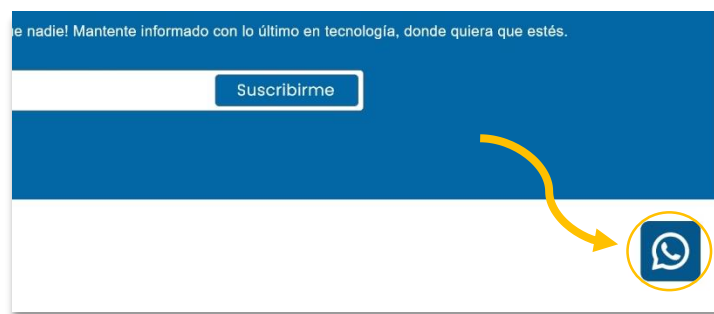 nadie! Mantente informado con lo último en tecnología, donde quiera que estés.
Suscribirme